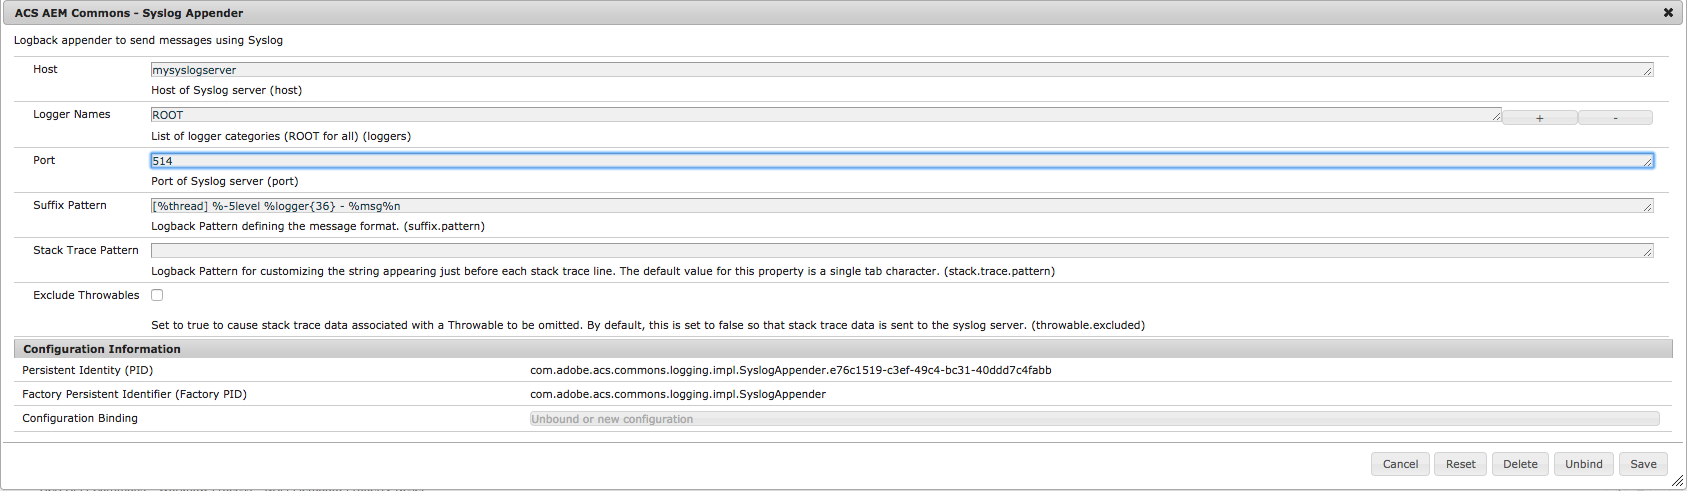 ACS AEM Commons - Syslog Appender
Logback appender to send messages using Syslog
Host
mysyslogserver
Host of Syslog server (host)
Logger Names
ROOT
+
-
List of logger categories (ROOT for all) (loggers)
Port
514
Port of Syslog server (port)
Suffix Pattern
[%thread] %-5level %logger{36} - %msg%n
Logback Pattern defining the message format. (suffix.pattern)
Stack Trace Pattern
Logback Pattern for customizing the string appearing just before each stack trace line. The default value for this property is a single tab character. (stack.trace.pattern)
Exclude Throwables
Set to true to cause stack trace data associated with a Throwable to be omitted. By default, this is set to false so that stack trace data is sent to the syslog server. (throwable.excluded)
Configuration Information
Persistent Identity (PID)
com.adobe.acs.commons.logging.impl.SyslogAppender.e76c1519-c3ef-49c4-bc31-40ddd7c4fabb
Factory Persistent Identifier (Factory PID)
com.adobe.acs.commons.logging.impl.SyslogAppender
Configuration Binding
Unbound or new configuration
Cancel
Reset
Delete
Unbind
Save